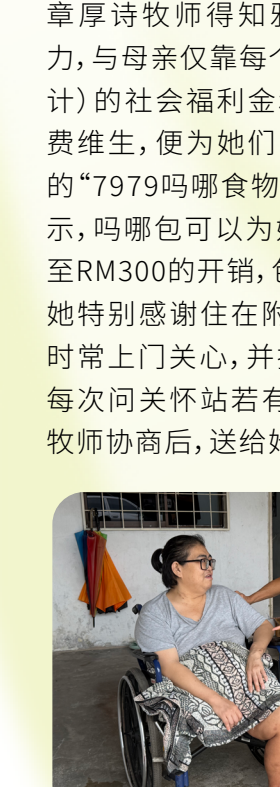 章厚诗牧师得知
力，与母亲仅靠每个
计）的社会福利金
费维生，便为她们
的“7979吗哪食物
示，吗哪包可以为
至RM300的开销，
她特别感谢住在附
时常上门关心，并
每次问关怀站若有
牧师协商后，送给